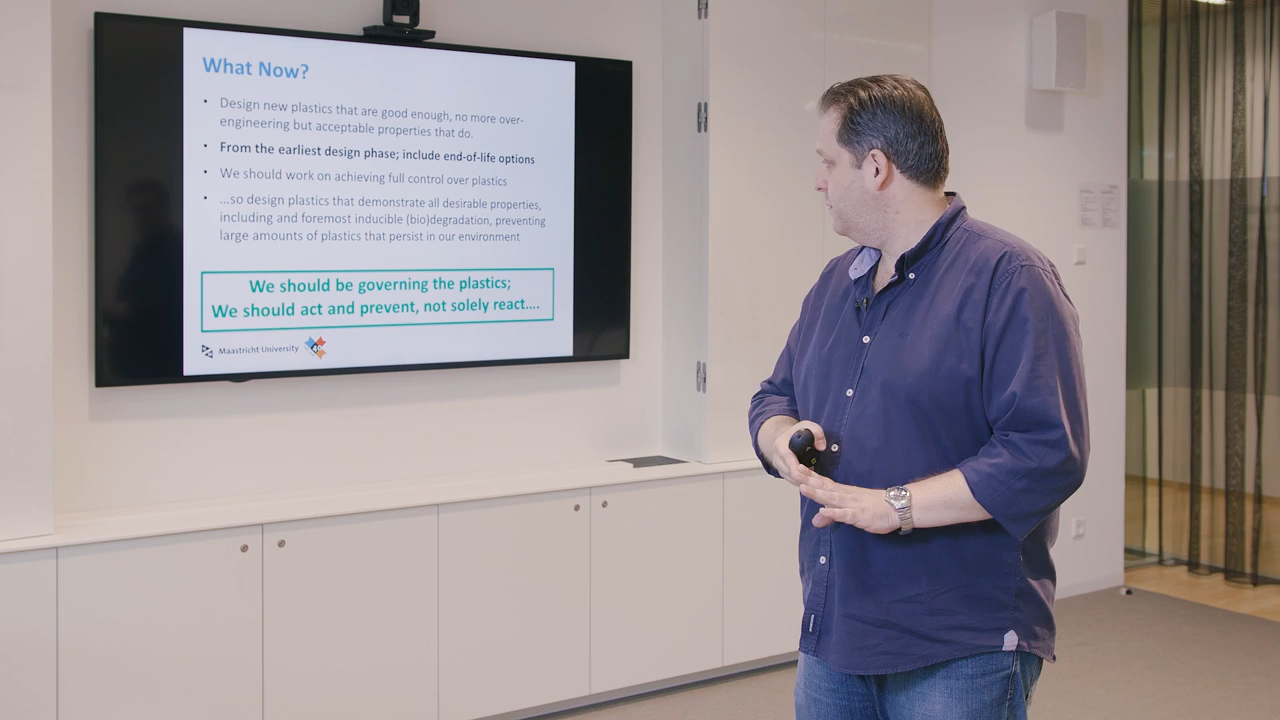 What Now?
• Design new plastics that are good enough, no more over-
engineering but acceptable properties that do.
• From the earliest design phase; include end-of-life options
• We should work on achieving full control over plastics
• ...so design plastics that demonstrate all desirable properties,
including and foremost inducible (bio)degradation, preventing
large amounts of plastics that persist in our environment
We should be governing the plastics;
We should act and prevent, not solely react....
Maastricht University